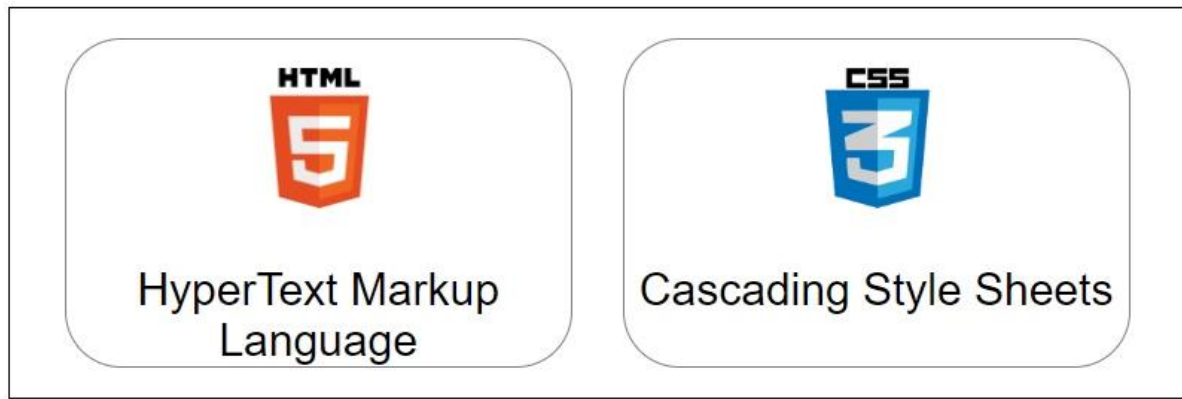 HTML
5
HyperText Markup
Language
CSS
3
Cascading Style Sheets